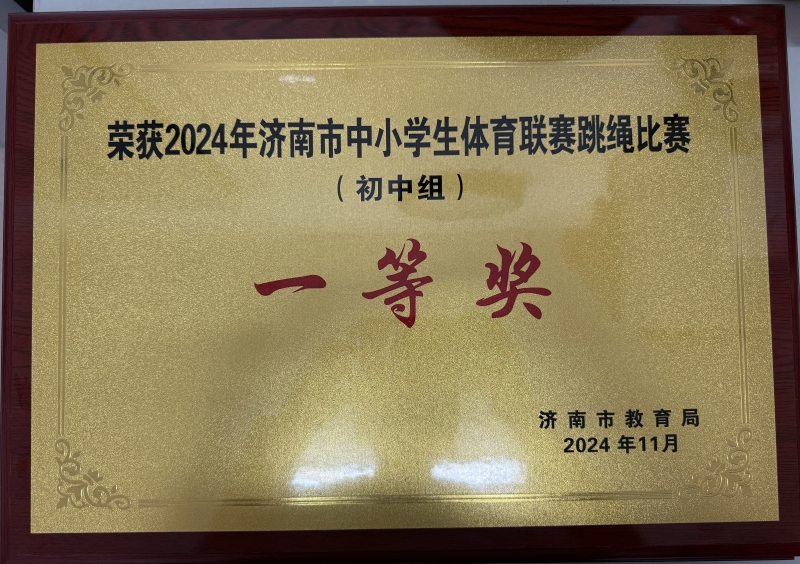 荣获2024年济南市中小学生体育联赛跳绳比赛
（初中组）
一等奖
济南市教育局
2024年11月